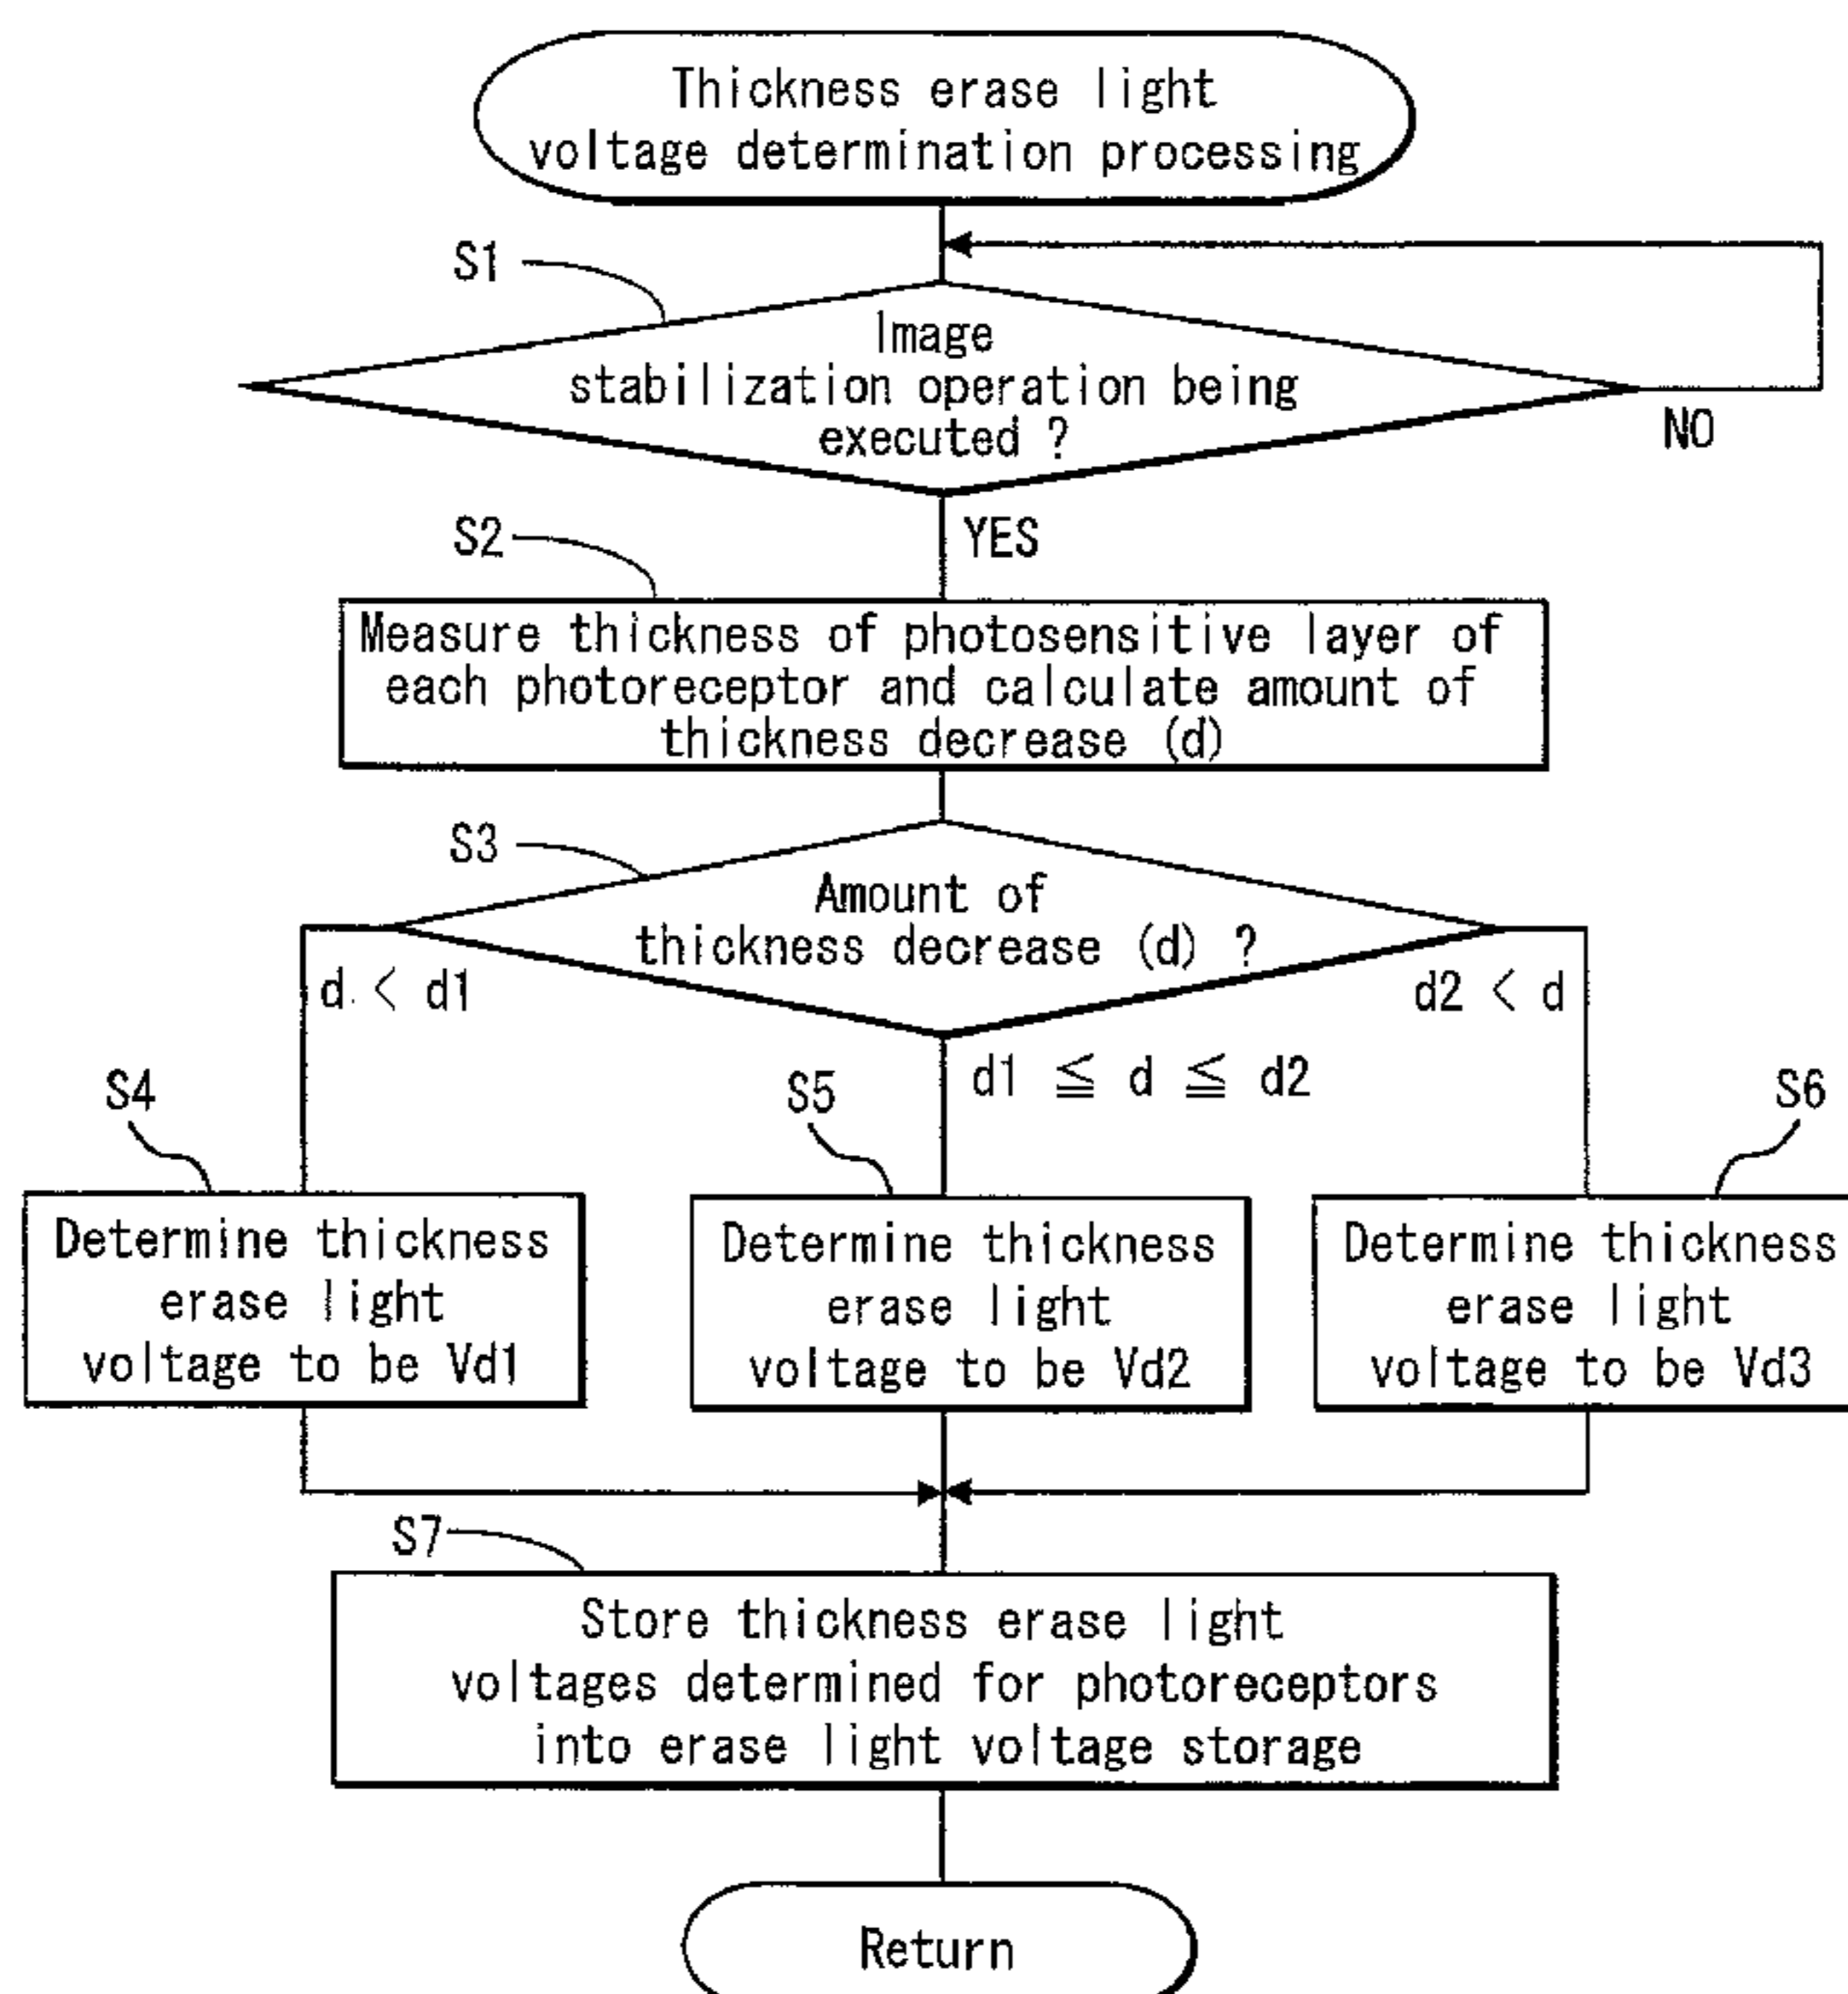 Thickness erase light
voltage determination processing
S1
Image
stabilization operation being
executed ?
NO
S2
YES
Measure thickness of photosensitive layer of
each photoreceptor and calculate amount of
thickness decrease (d)
S3
Amount of
thickness decrease (d) ?
d < d1
d2 < d
d1 ≦ d ≦ d2
S4
S5
S6
Determine thickness
erase light
voltage to be Vd1
Determine thickness
erase light
voltage to be Vd2
Determine thickness
erase light
voltage to be Vd3
S7
Store thickness erase light
voltages determined for photoreceptors
into erase light voltage storage
Return